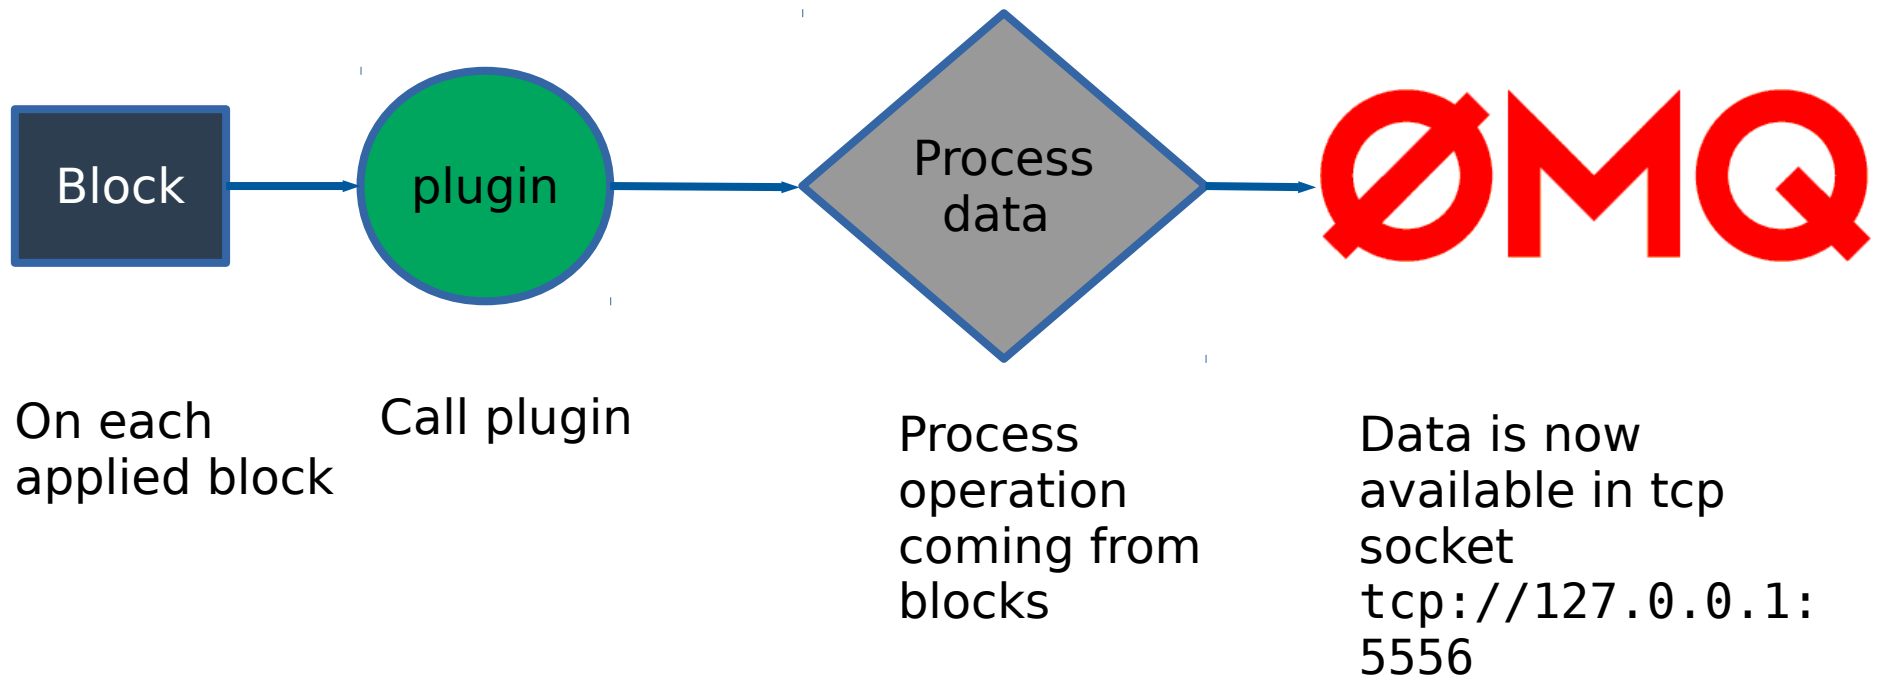 Block
plugin
Process
data
ØMQ
On each
applied block
Call plugin
Process
operation
coming from
blocks
Data is now
available in tcp
socket
tcp://127.0.0.1:
5556